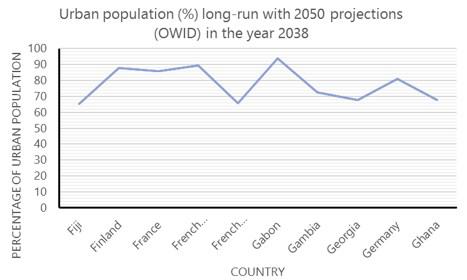 Urban population (%) long-run with 2050 projections
(OWID) in the year 2038
PERCENTAGE OF URBAN POPULATION
100
90
80
70
60
50
40
30
20
10
0
Fiji
Finland
France
French...
French...
Gabon
Gambia
Georgia
Germany
Ghana
COUNTRY